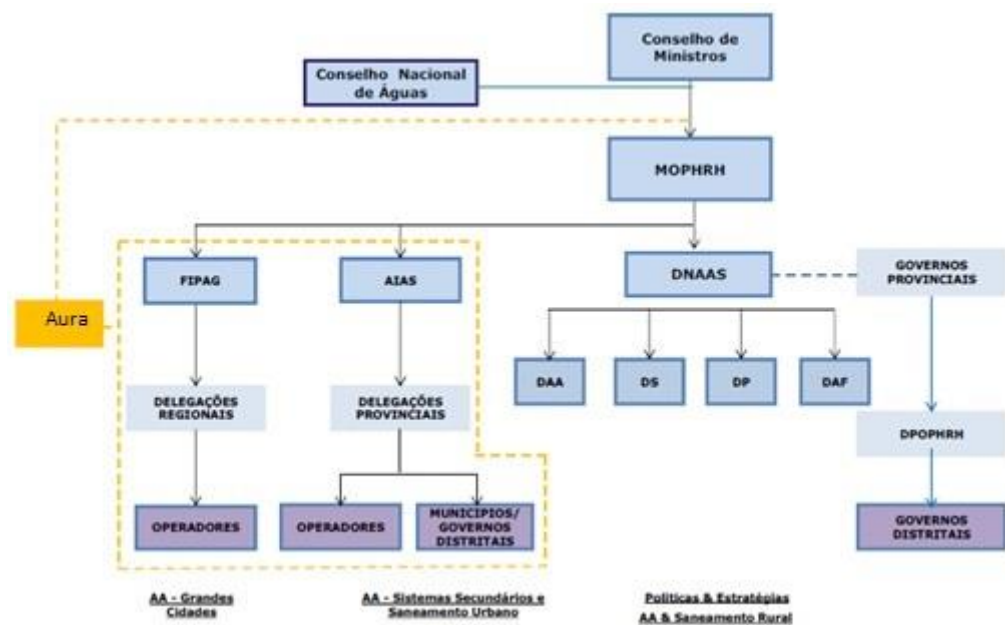 Conselho de
Ministros
Conselho Nacional
de Águas
MOPHRH
FIPAG
AIAS
DNAAS
GOVERNOS
PROVINCIAIS
Aura
DAA
DS
DP
DAF
DELEGAÇÕES
REGIONAIS
DELEGAÇÕES
PROVINCIAIS
DPOPHRH
OPERADORES
OPERADORES
MUNICIPIOS/
GOVERNOS
DISTRITAIS
GOVERNOS
DISTRITAIS
AA - Grandes
Cidades
AA - Sistemas Secundários e
Saneamento Urbano
Políticas & Estratégias
AA & Saneamento Rural